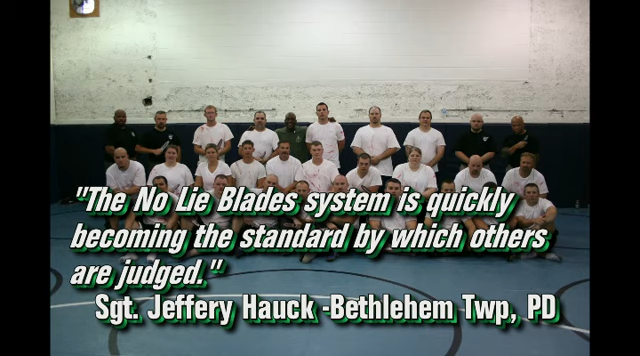 "The No Lie Blades system is quickly
becoming the standard by which others
are judged."
Sgt. Jeffery Hauck -Bethlehem Twp, PD